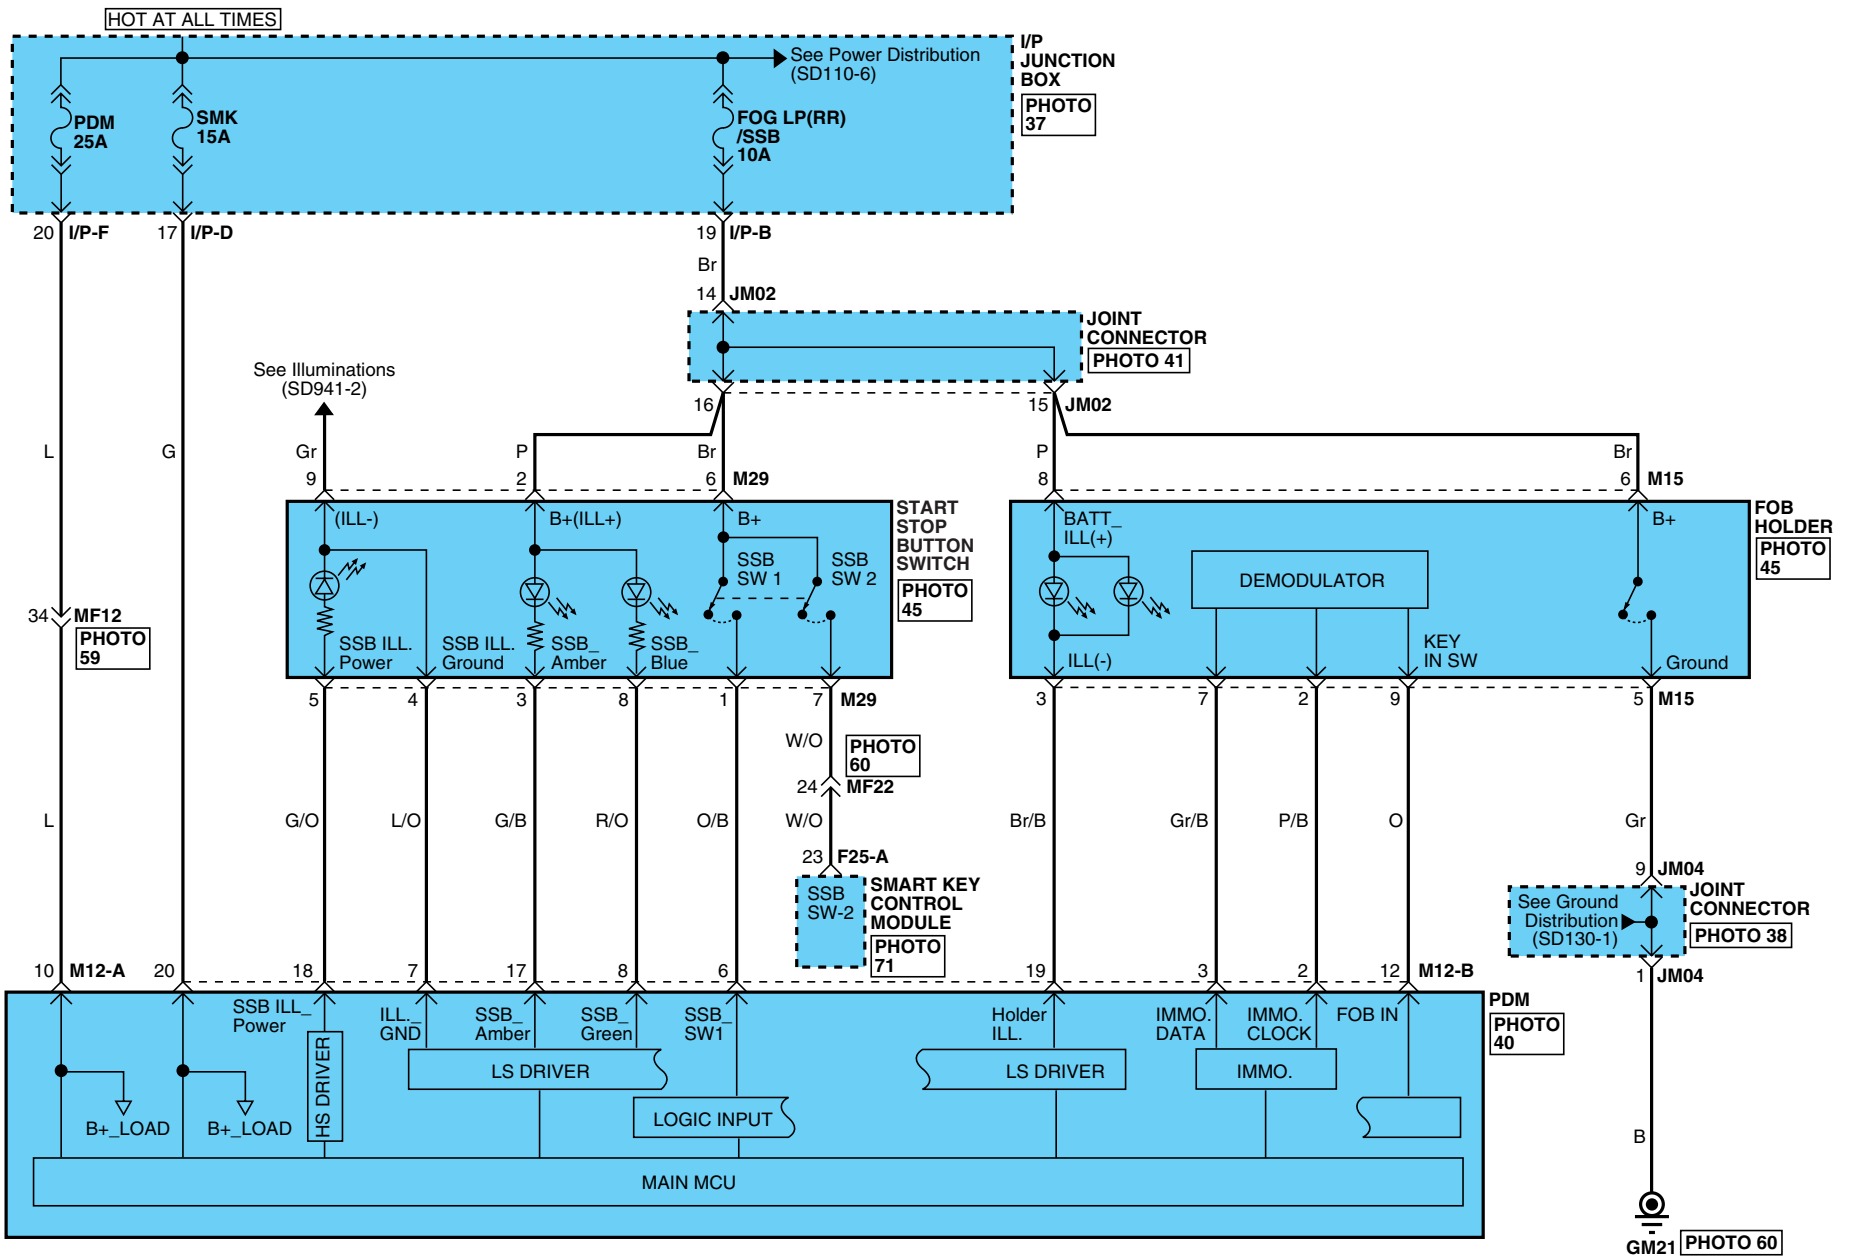 HOT AT ALL TIMES
See Power Distribution
(SD110-6)
I/P
JUNCTION
BOX
PHOTO
37
PDM
25A
SMK
15A
FOG LP(RR)
/SSB
10A
20 I/P-F
17 I/P-D
19 I/P-B
Br
14 JM02
JOINT
CONNECTOR
PHOTO 41
See Illuminations
(SD941-2)
16
15 JM02
L
G
Gr
P
Br
P
Br
9
2
6 M29
8
6 M15
START
STOP
BUTTON
SWITCH
PHOTO
45
(ILL-)
B+(ILL+)
B+
SSB
SW 1
SSB
SW 2
SSB ILL.
Power
SSB ILL.
Ground
SSB_
Amber
SSB_
Blue
FOB
HOLDER
PHOTO
45
BATT_
ILL(+)
B+
DEMODULATOR
ILL(-)
KEY
IN SW
Ground
34 MF12
PHOTO
59
5
4
3
8
1
7 M29
3
7
2
9
5 M15
W/O
PHOTO
60
24 MF22
L
G/O
L/O
G/B
R/O
O/B
W/O
Br/B
Gr/B
P/B
O
Gr
23 F25-A
SSB
SW-2
SMART KEY
CONTROL
MODULE
PHOTO
71
9 JM04
See Ground
Distribution
(SD130-1)
JOINT
CONNECTOR
PHOTO 38
1 JM04
10 M12-A
20
18
7
17
8
6
19
3
2
12 M12-B
PDM
PHOTO
40
SSB ILL_
Power
ILL._
GND
SSB_
Amber
SSB_
Green
SSB_
SW1
Holder
ILL.
IMMO.
DATA
IMMO.
CLOCK
FOB IN
HS DRIVER
LS DRIVER
LS DRIVER
IMMO.
LOGIC INPUT
B+_LOAD
B+_LOAD
MAIN MCU
B
GM21
PHOTO 60